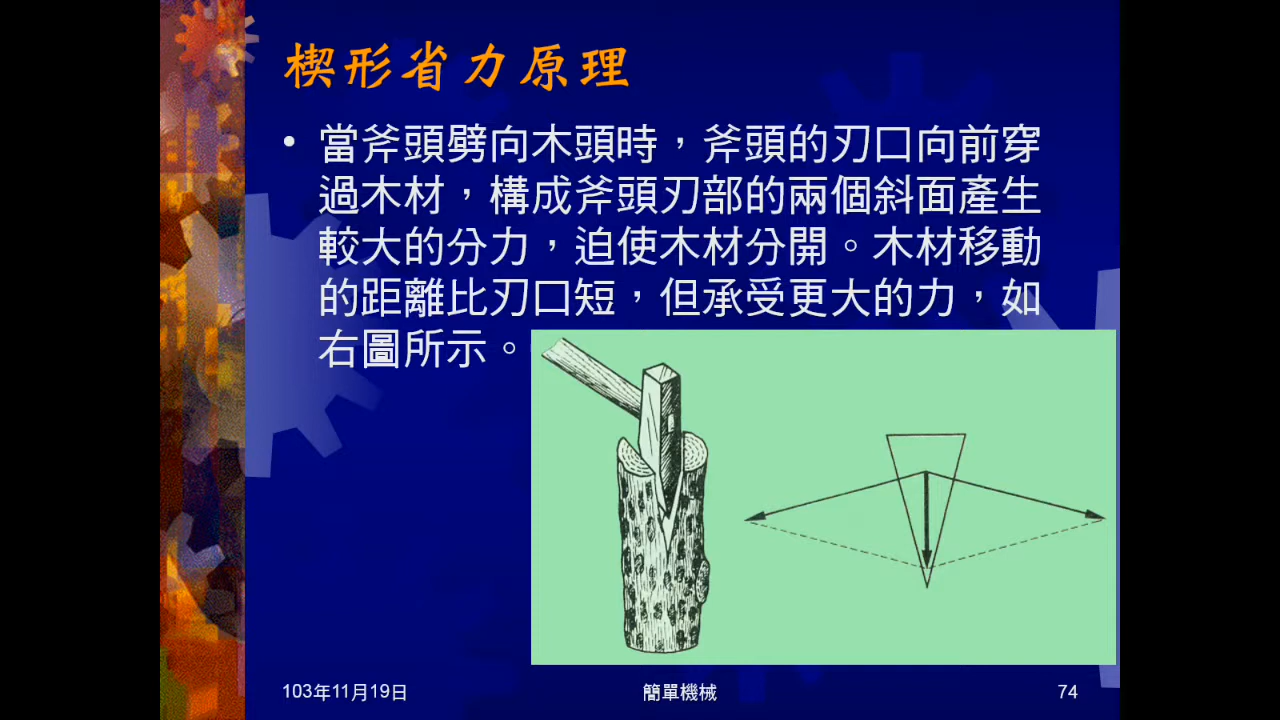 楔形省力原理
• 當斧頭劈向木頭時，斧頭的刃口向前穿
過木材，構成斧頭刃部的兩個斜面產生
較大的分力，迫使木材分開。木材移動
的距離比刃口短，但承受更大的力，如
右圖所示。
103年11月19日
簡單機械
74